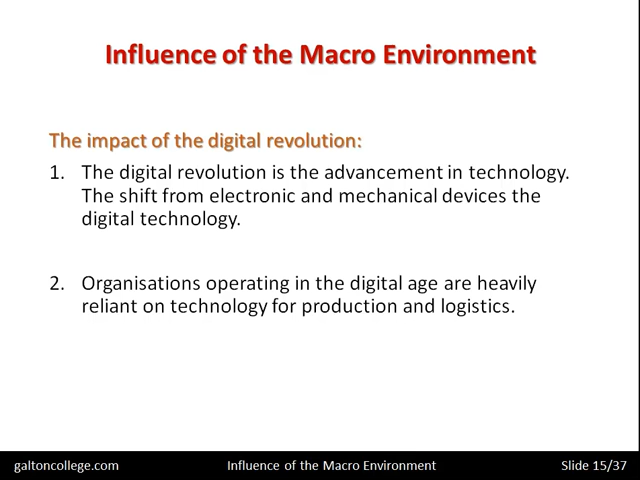 Influence of the Macro Environment
The impact of the digital revolution:
1. The digital revolution is the advancement in technology.
The shift from electronic and mechanical devices the
digital technology.
2. Organisations operating in the digital age are heavily
reliant on technology for production and logistics.
galtoncollege.com Influence of the Macro Environment Slide 15/37